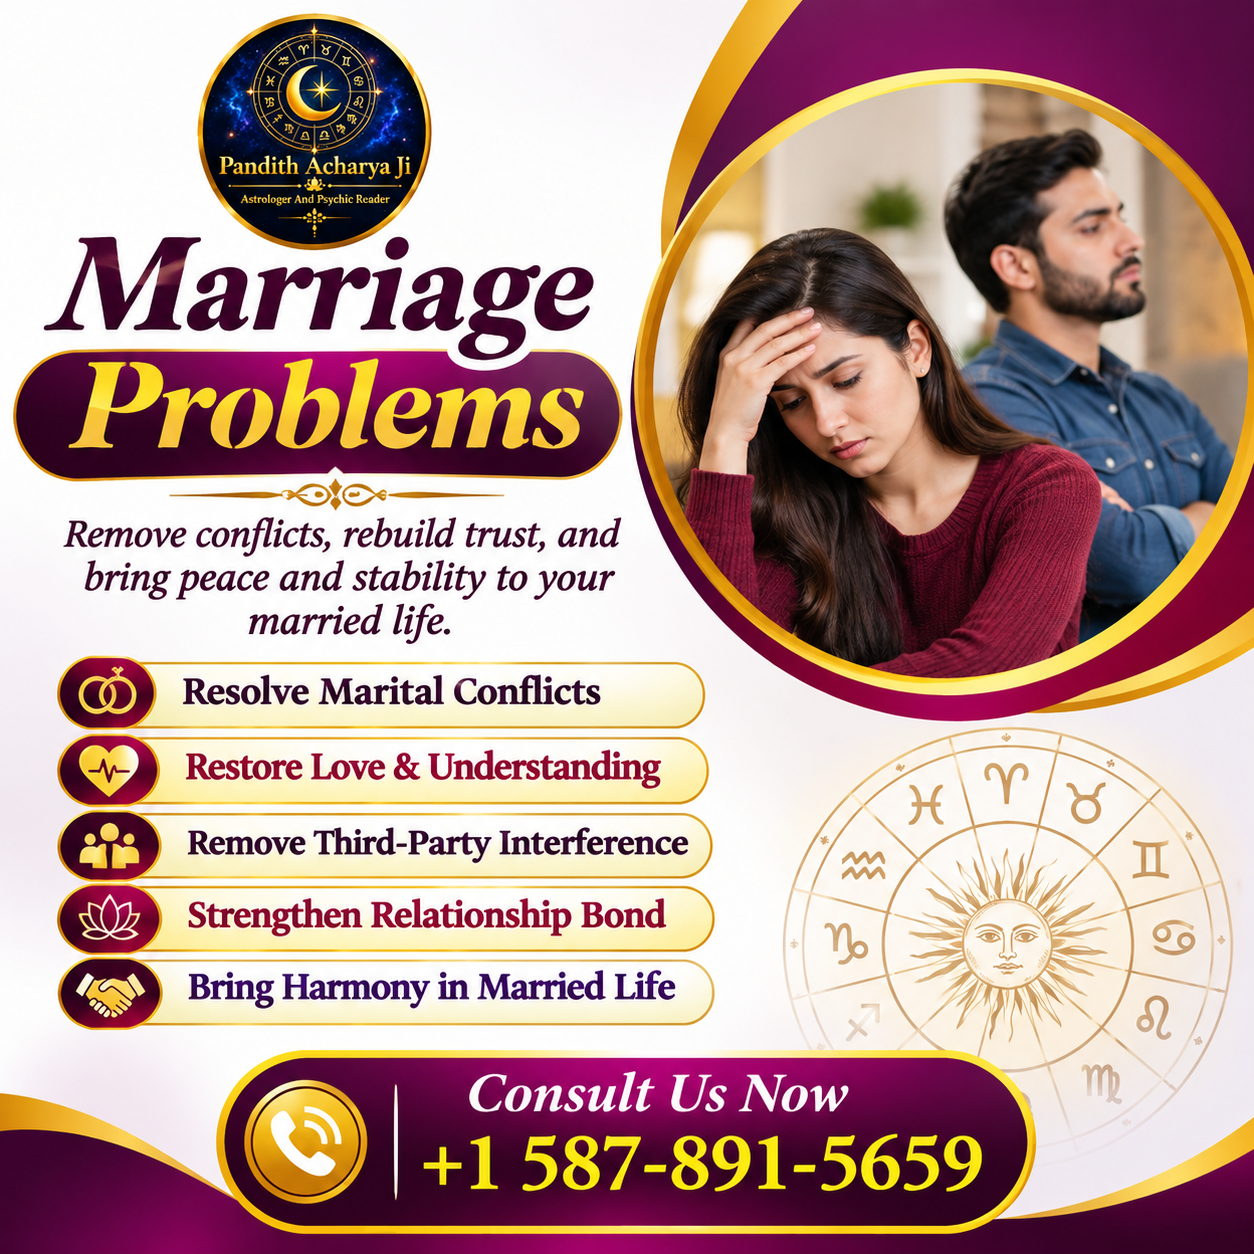 Pandith Acharya Ji
Astrologer And Psychic Reader
Marriage
Problems
Remove conflicts, rebuild trust, and
bring peace and stability to your
married life.
Resolve Marital Conflicts
Restore Love & Understanding
Remove Third-Party Interference
Strengthen Relationship Bond
Bring Harmony in Married Life
Consult Us Now
+1 587-891-5659